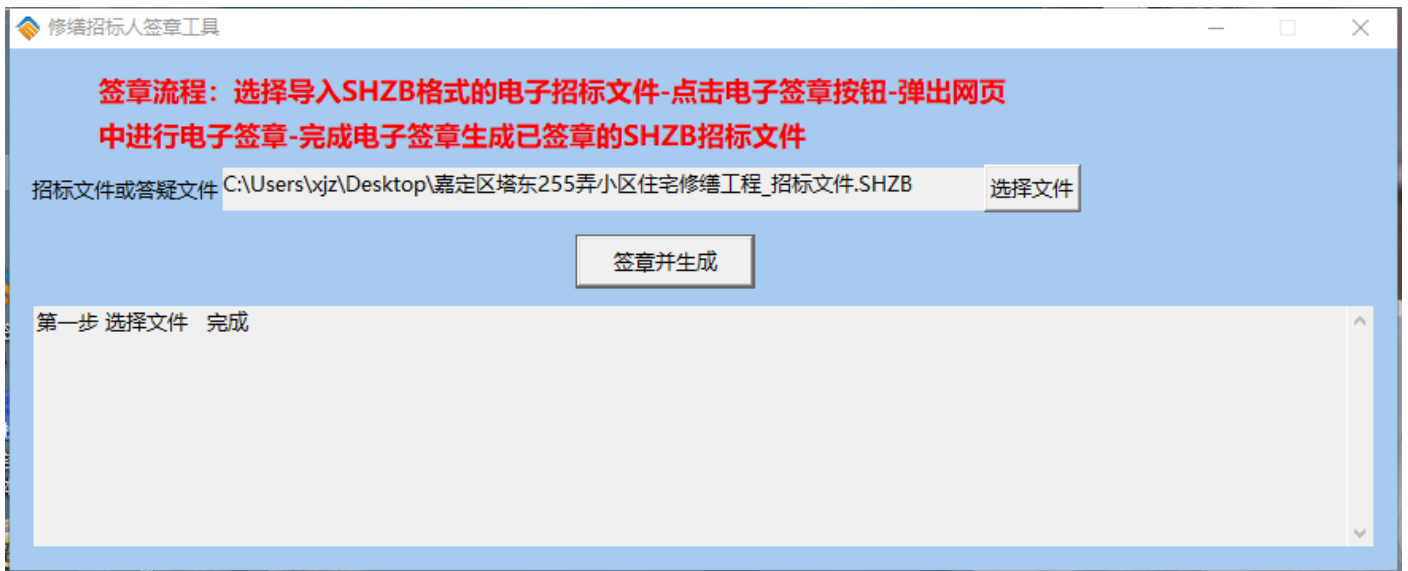 修缮招标人签章工具
签章流程：选择导入SHZB格式的电子招标文件-点击电子签章按钮-弹出网页
中进行电子签章-完成电子签章生成已签章的SHZB招标文件
招标文件或答疑文件 C:\Users\xjz\Desktop\嘉定区塔东255弄小区住宅修缮工程_招标文件.SHZB 选择文件
签章并生成
第一步 选择文件 完成